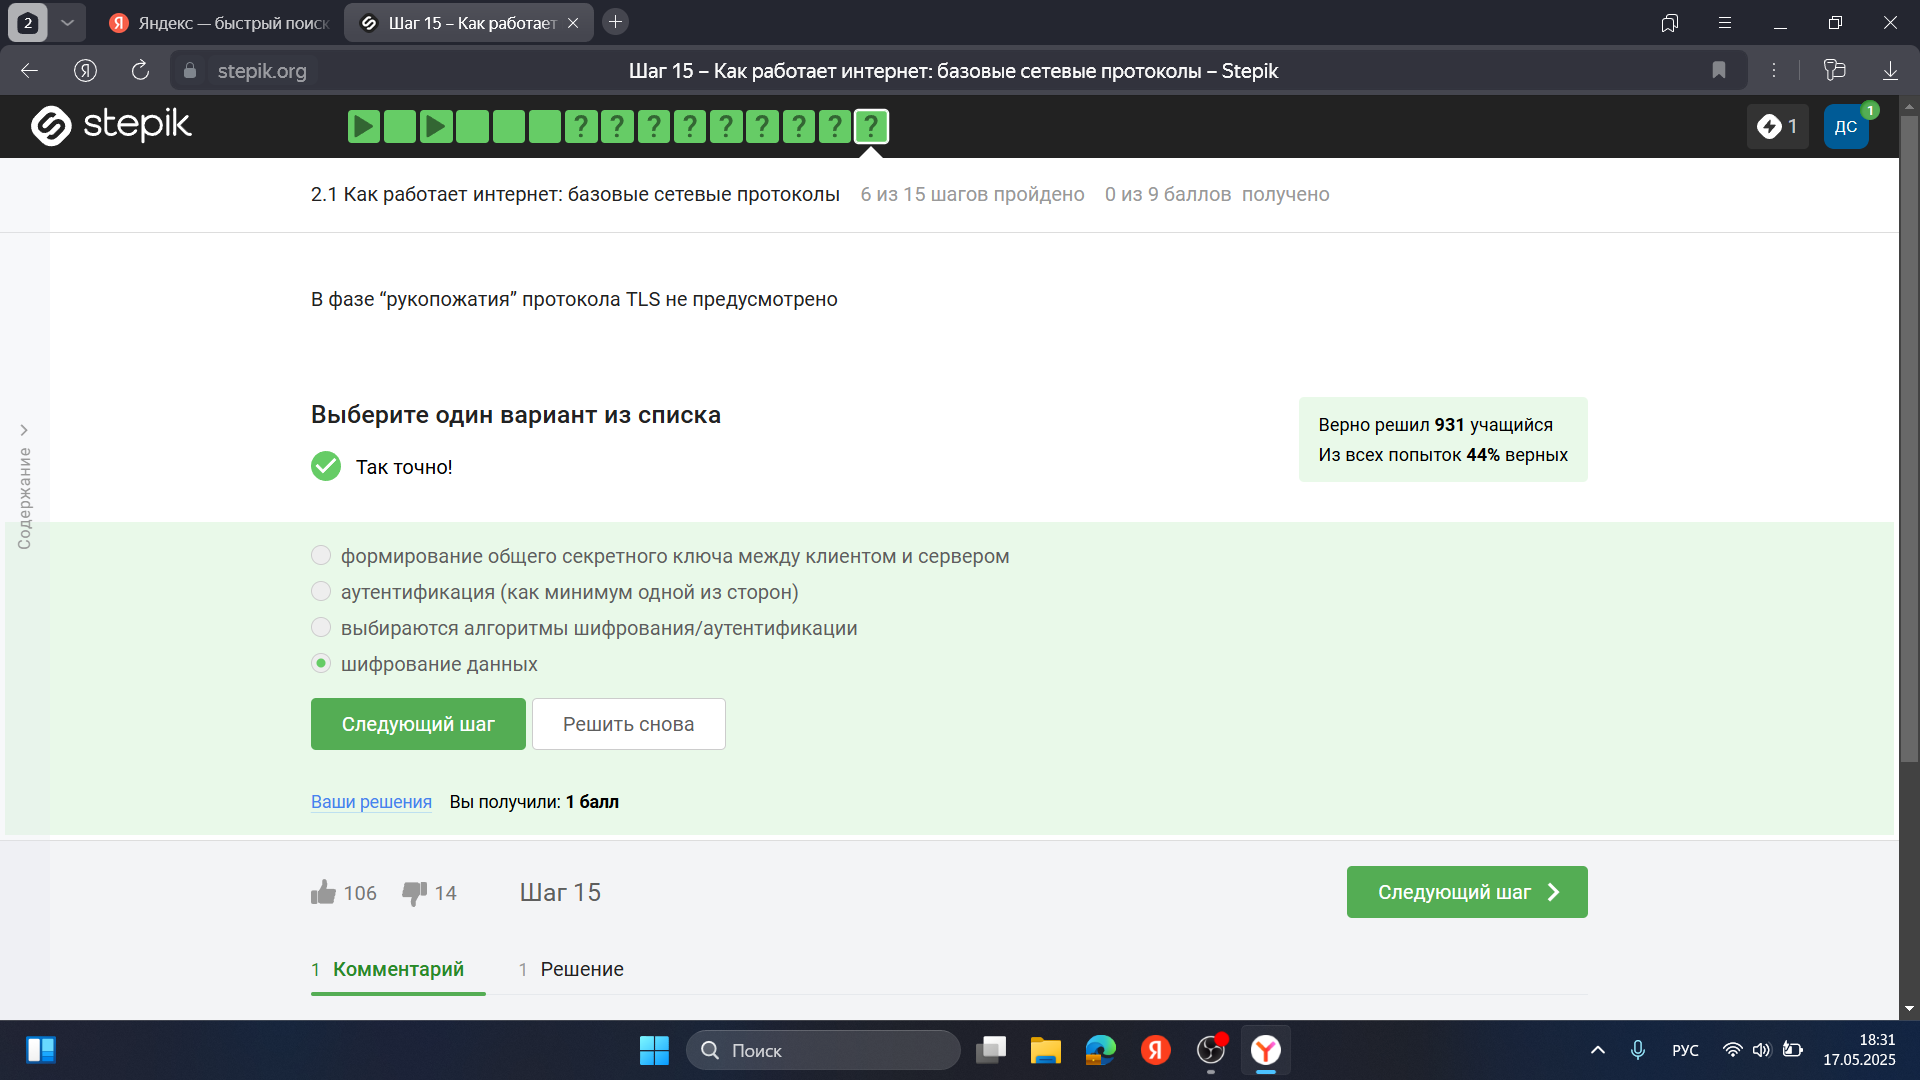 2
Яндекс — быстрый поиск
Шаг 15 – Как работает
stepik.org
Шаг 15 – Как работает интернет: базовые сетевые протоколы – Stepik
stepik
? ? ? ? ? ? ? ? ?
1
ДС
1
2.1 Как работает интернет: базовые сетевые протоколы 6 из 15 шагов пройдено 0 из 9 баллов получено
Содержание
В фазе “рукопожатия” протокола TLS не предусмотрено
Выберите один вариант из списка
Так точно!
Верно решил 931 учащийся
Из всех попыток 44% верных
формирование общего секретного ключа между клиентом и сервером
аутентификация (как минимум одной из сторон)
выбираются алгоритмы шифрования/аутентификации
шифрование данных
Следующий шаг
Решить снова
Ваши решения Вы получили: 1 балл
106
14
Шаг 15
Следующий шаг
1 Комментарий
1 Решение
Поиск
РУС
18:31
17.05.2025